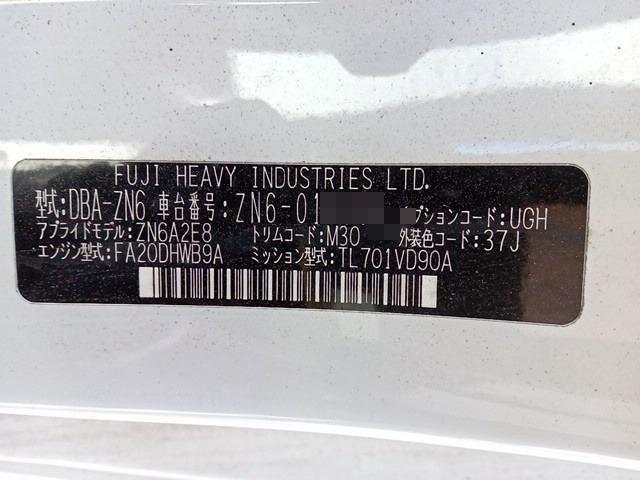 FUJI HEAVY INDUSTRIES LTD.
型式:DBA-ZN6 車台番号:ZN6-01 プションコード:UGH
アプライドモデル:ZN6A2E8 トリムコード:M30 外装色コード:37J
エンジン型式:FA20DHWB9A ミッション型式:TL701VD90A